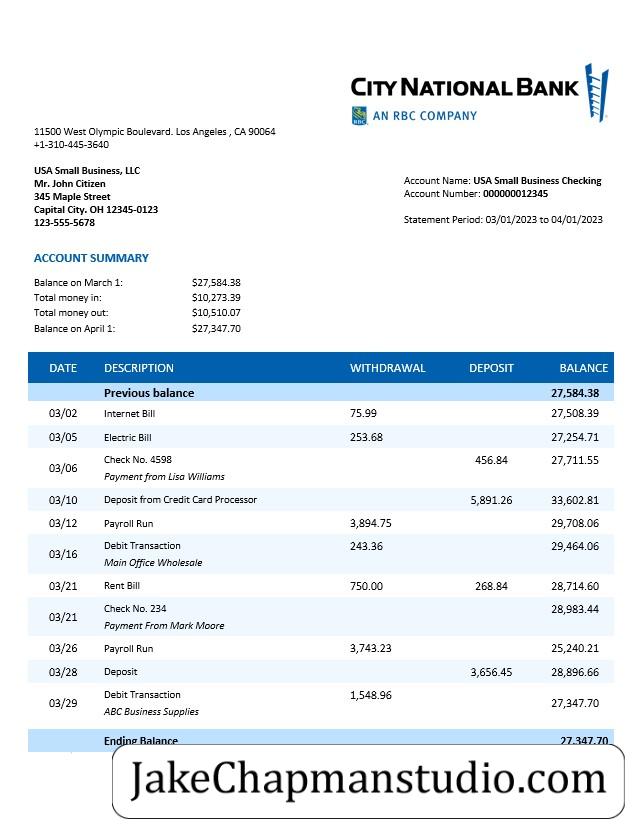 CITY NATIONAL BANK
RBC AN RBC COMPANY
11500 West Olympic Boulevard. Los Angeles , CA 90064
+1-310-445-3640
USA Small Business, LLC
Mr. John Citizen
345 Maple Street
Capital City. OH 12345-0123
123-555-5678
Account Name: USA Small Business Checking
Account Number: 000000012345
Statement Period: 03/01/2023 to 04/01/2023
ACCOUNT SUMMARY
Balance on March 1: $27,584.38
Total money in: $10,273.39
Total money out: $10,510.07
Balance on April 1: $27,347.70
DATE DESCRIPTION WITHDRAWAL DEPOSIT BALANCE
Previous balance 27,584.38
03/02 Internet Bill 75.99 27,508.39
03/05 Electric Bill 253.68 27,254.71
03/06 Check No. 4598 456.84 27,711.55
Payment from Lisa Williams
03/10 Deposit from Credit Card Processor 5,891.26 33,602.81
03/12 Payroll Run 3,894.75 29,708.06
03/16 Debit Transaction 243.36 29,464.06
Main Office Wholesale
03/21 Rent Bill 750.00 268.84 28,714.60
03/21 Check No. 234 28,983.44
Payment From Mark Moore
03/26 Payroll Run 3,743.23 25,240.21
03/28 Deposit 3,656.45 28,896.66
03/29 Debit Transaction 1,548.96 27,347.70
ABC Business Supplies
Ending Balance 27,347.70
JakeChapmanstudio.com